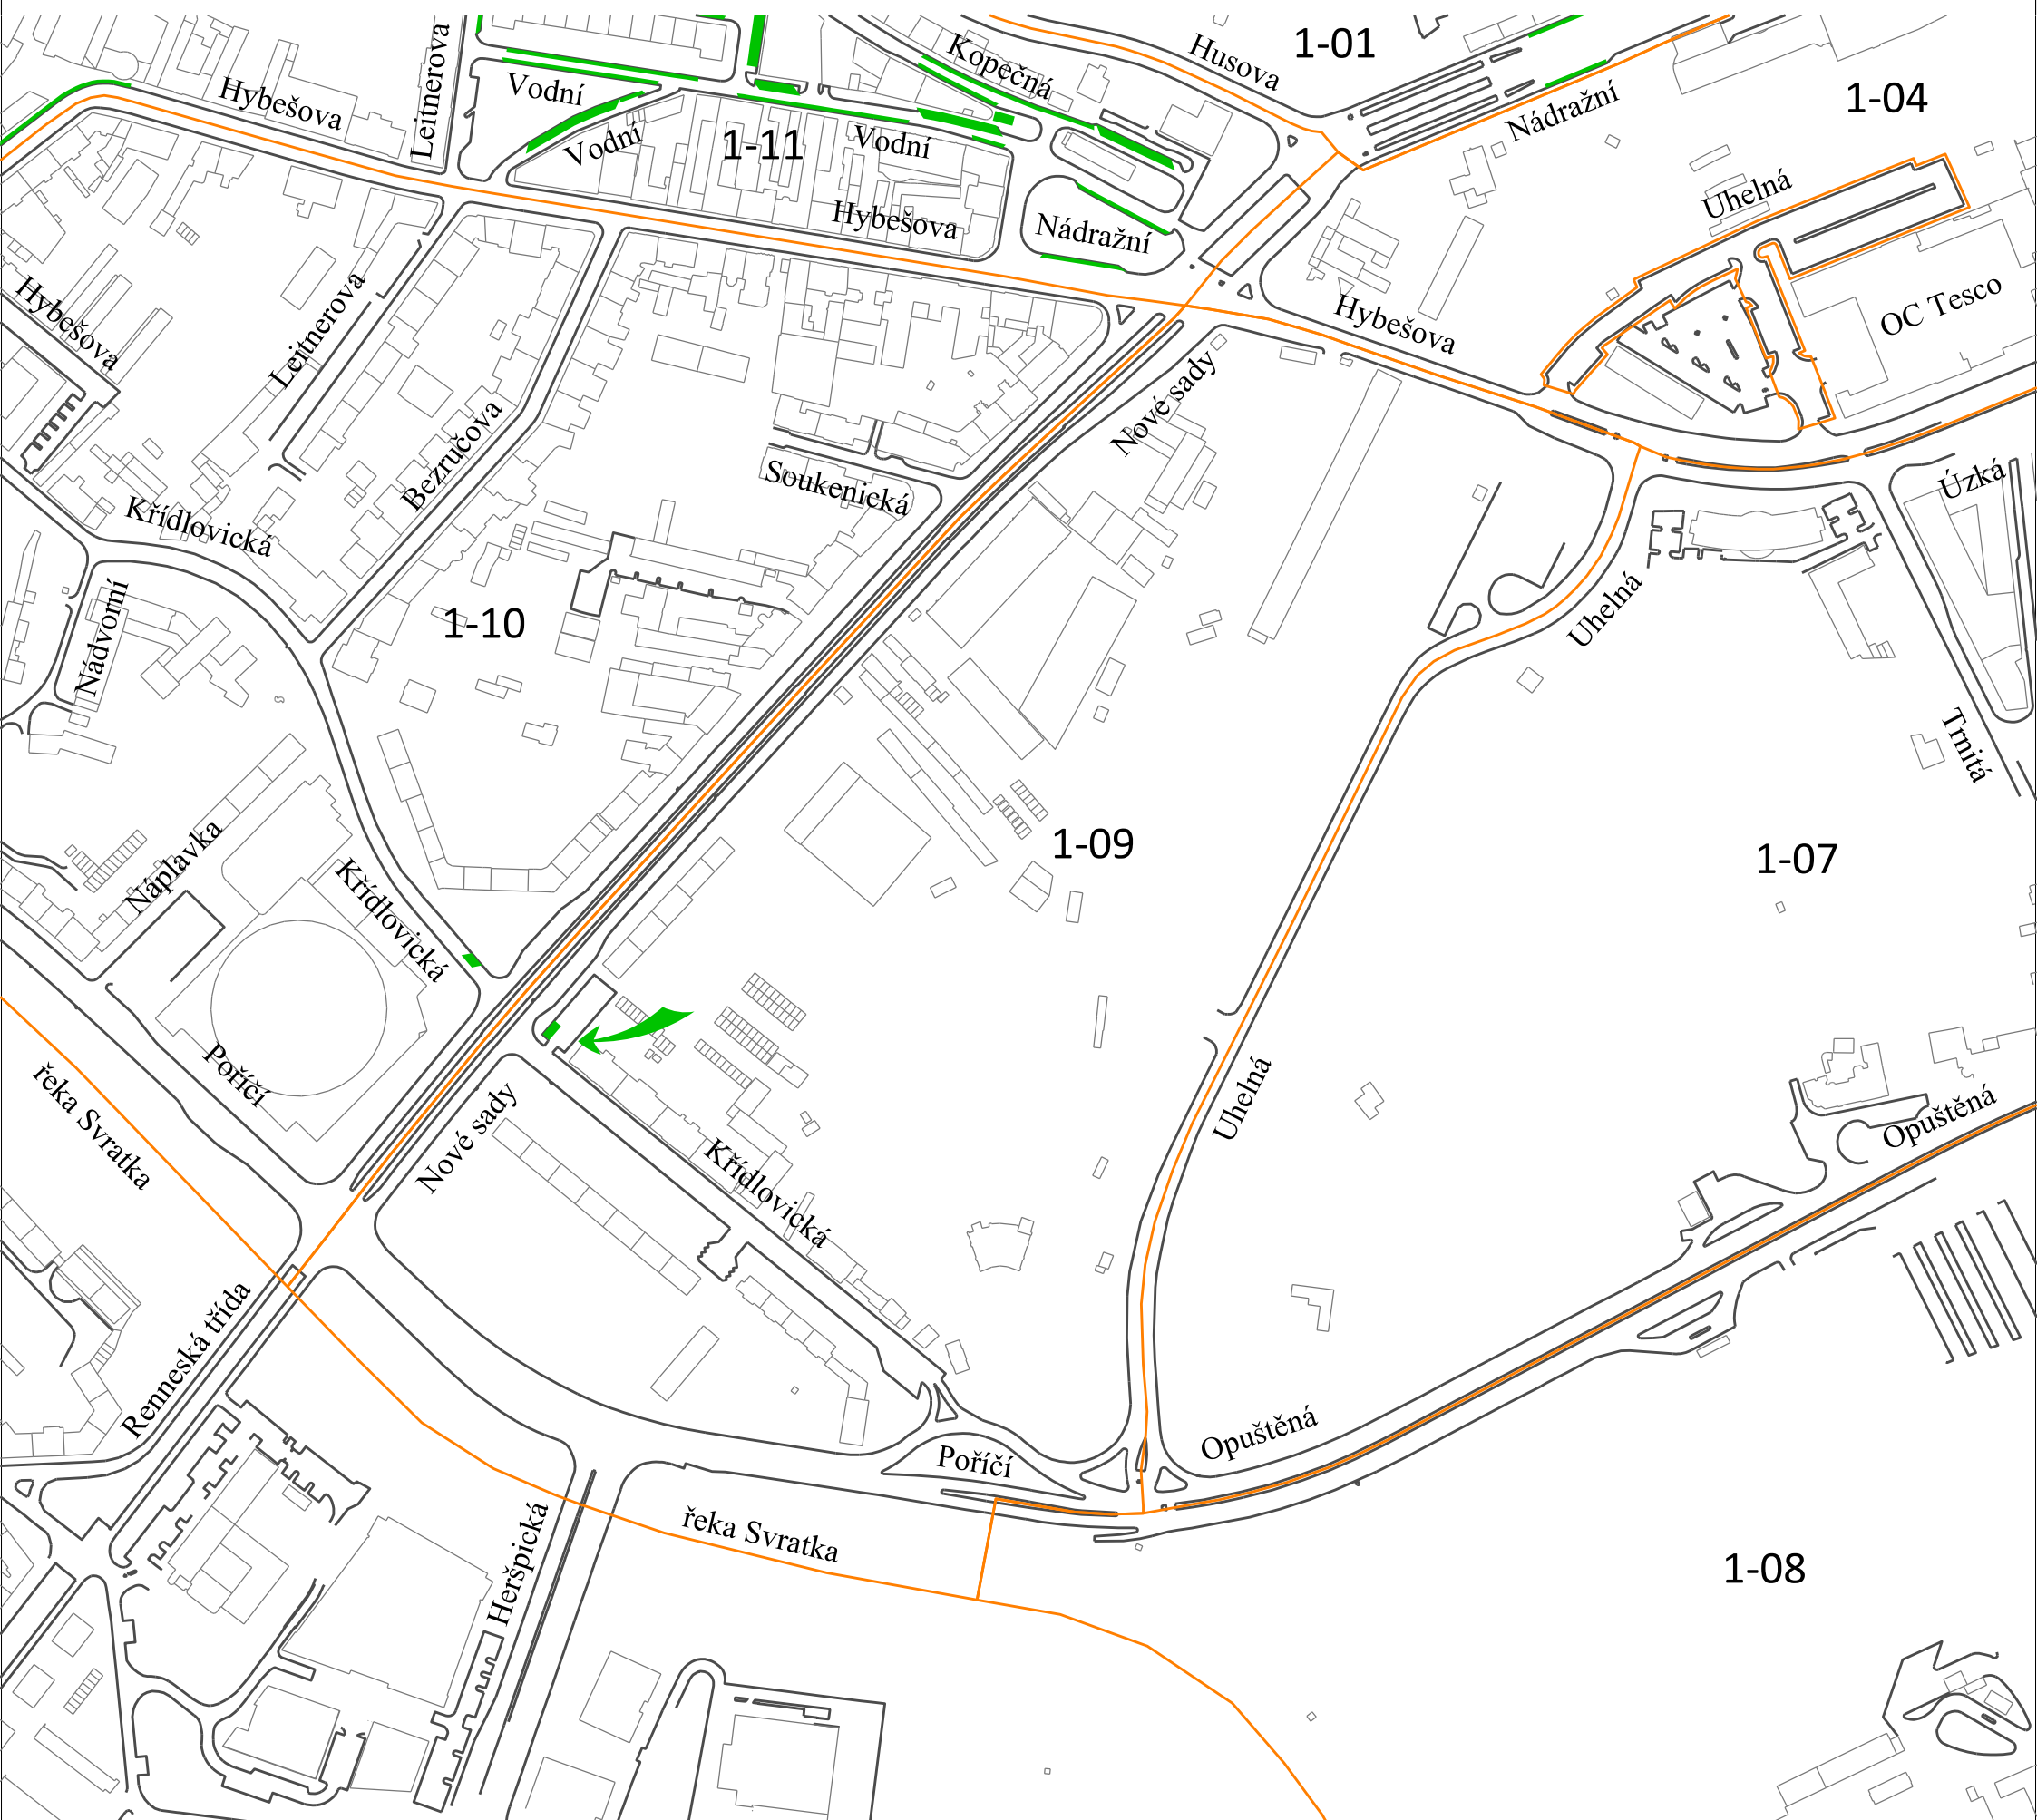 Husova
1-01
Leitnerova
Kopečná
Vodní
Hybešova
1-04
Nádražní
Vodní
1-11
Vodní
Uhelná
Hybešova
Nádražní
Hybešova
Leitnerova
Hybešova
OC Tesco
Nové sady
Bezručova
Soukenická
Úzká
Křídlovická
1-10
Uhelná
Nádvorní
Trnitá
1-09
1-07
Náplavka
Křídlovická
Poříčí
řeka Svratka
Uhelná
Opuštěná
Nové sady
Křídlovická
Renneská třída
Opuštěná
Poříčí
řeka Svratka
Heršpická
1-08